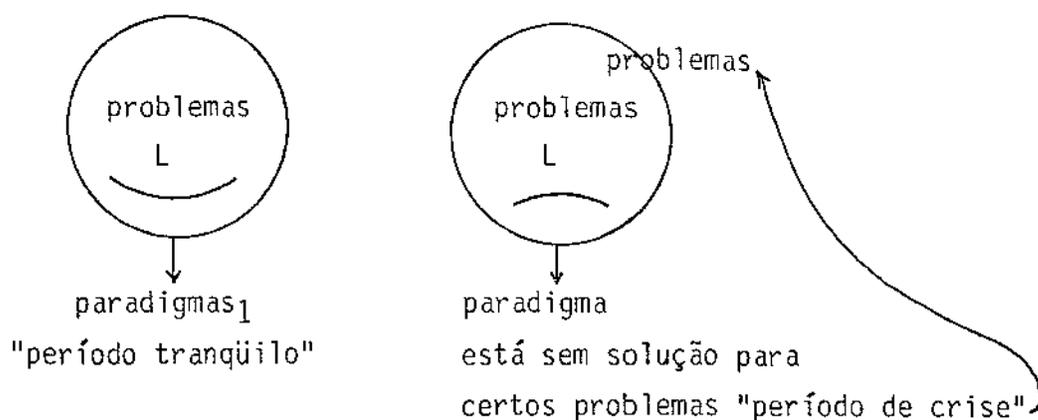 problemas
L
paradigmas1
"período tranqüilo"
problemas
problemas
L
paradigma
está sem solução para
certos problemas "período de crise"